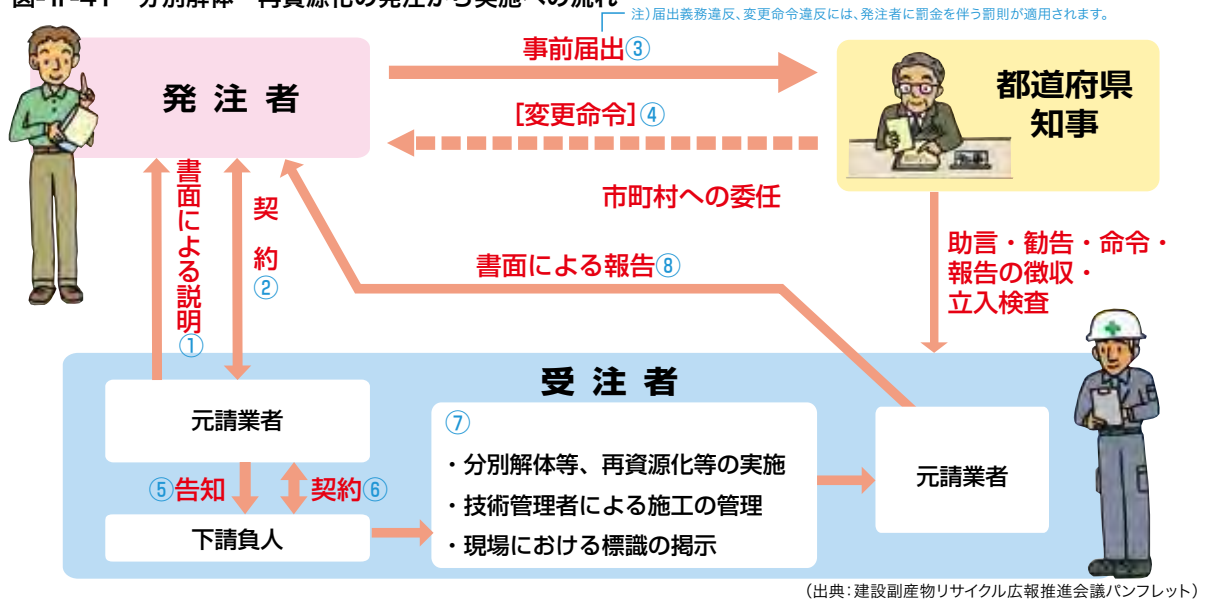 注）届出義務違反、変更命令違反には、発注者に罰金を伴う罰則が適用されます。
事前届出③
発注者
都道府県
知事
[変更命令]④
市町村への委任
書面による説明①
契約②
書面による報告⑧
助言・勧告・命令・
報告の徴収・
立入検査
受注者
元請業者
⑤告知
契約⑥
下請負人
⑦
・分別解体等、再資源化等の実施
・技術管理者による施工の管理
・現場における標識の掲示
元請業者
（出典：建設副産物リサイクル広報推進会議パンフレット）